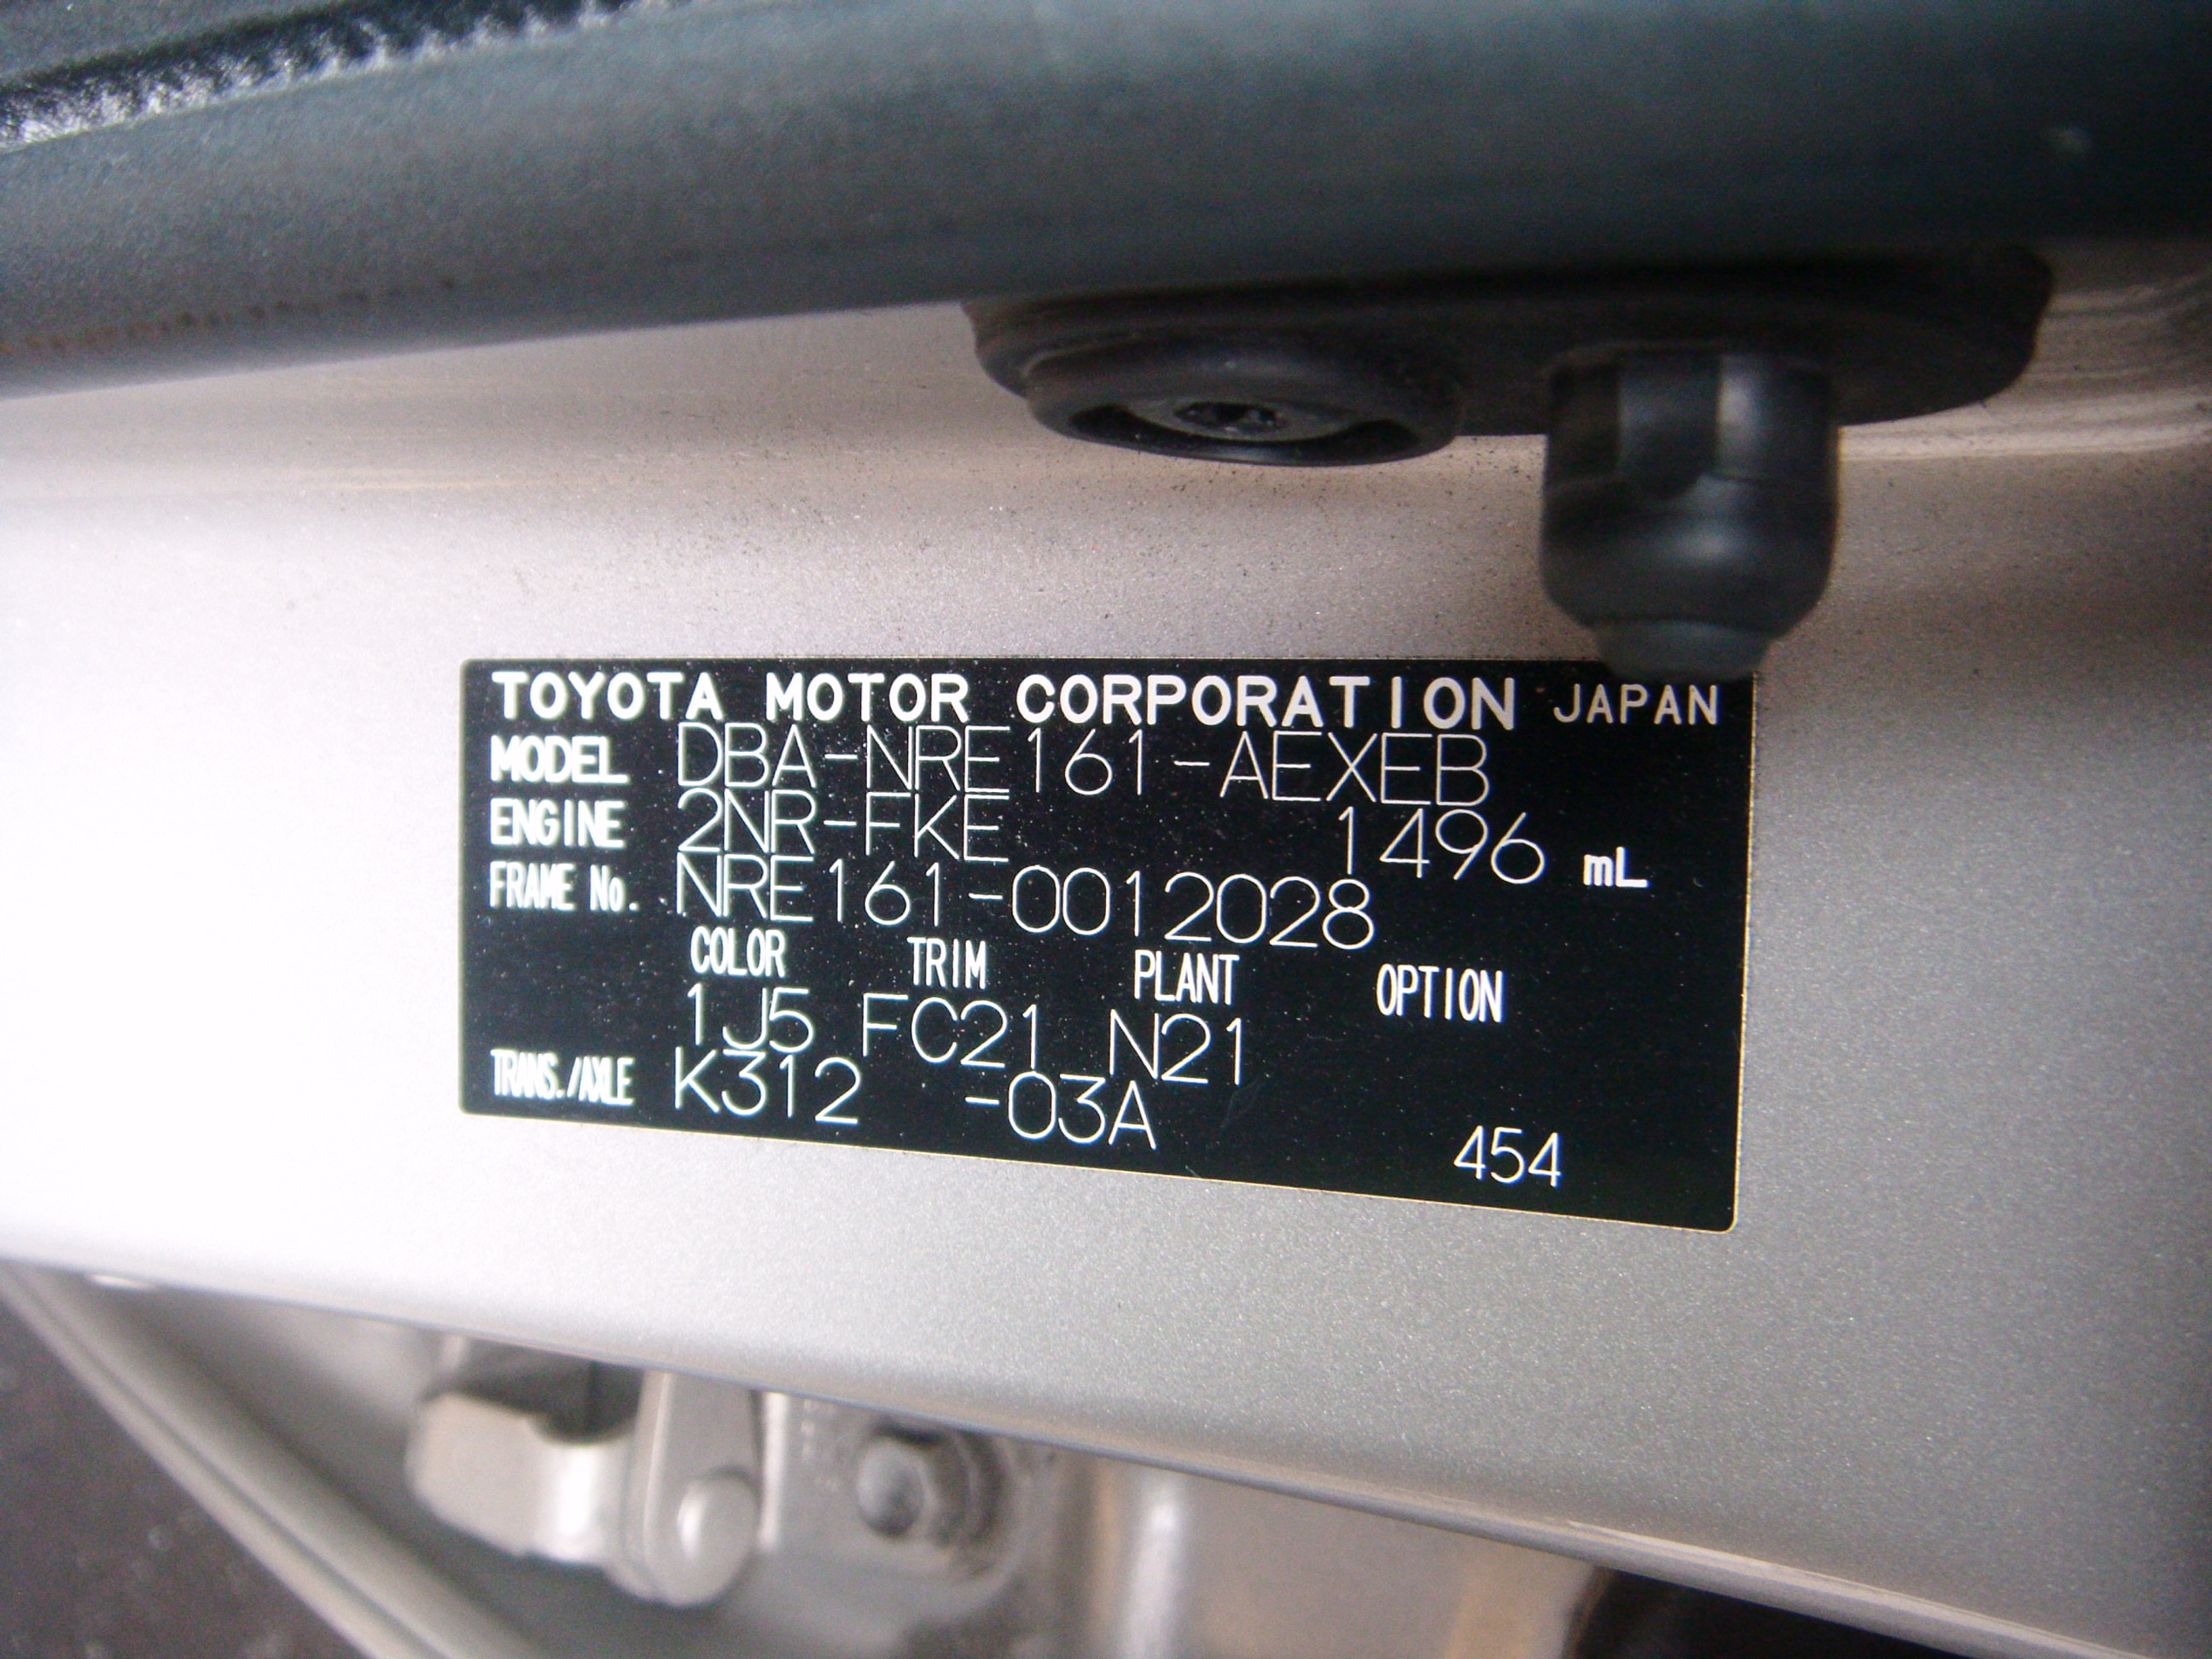 TOYOTA MOTOR CORPORATION JAPAN
MODEL DBA-NRE161-AEXEB
ENGINE 2NR-FKE 1496 mL
FRAME No. NRE161-0012028
COLOR TRIM PLANT OPTION
1J5 FC21 N21
TRANS./AXLE K312 -03A
454